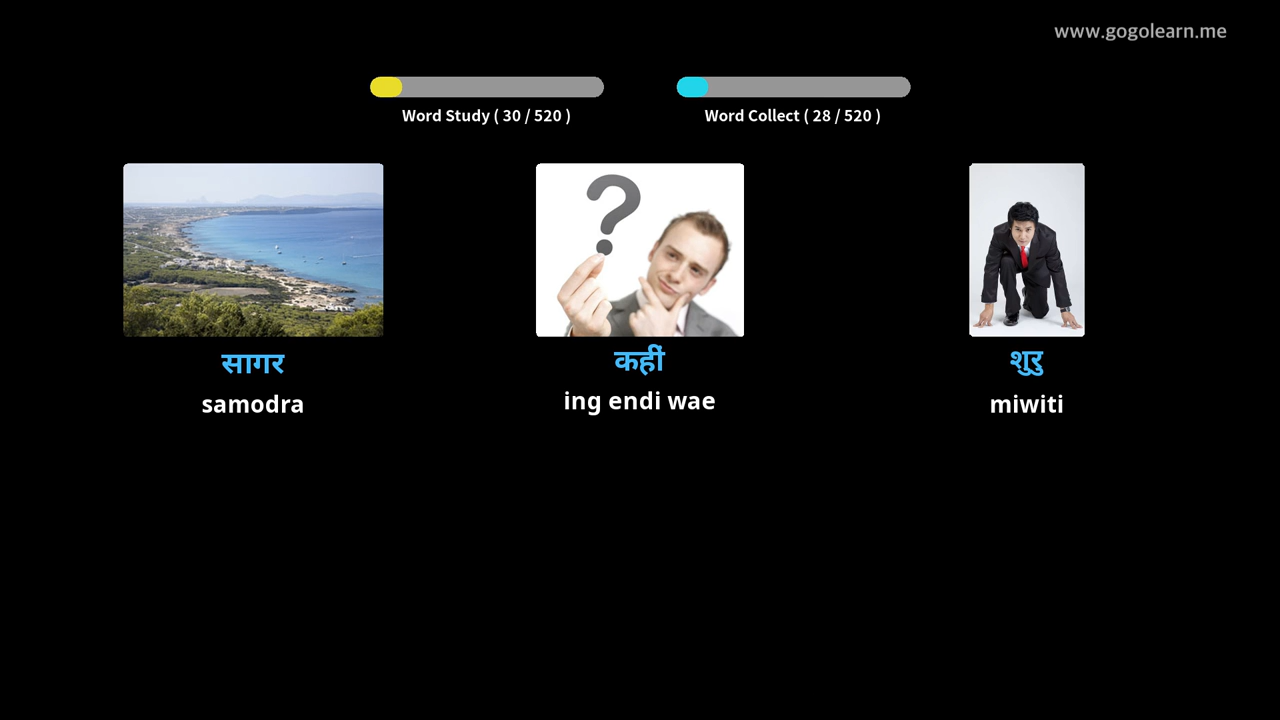 www.gogolearn.me
Word Study ( 30 / 520 )
Word Collect ( 28 / 520 )
सागर
samodra
कहीं
ing endi wae
शुरु
miwiti